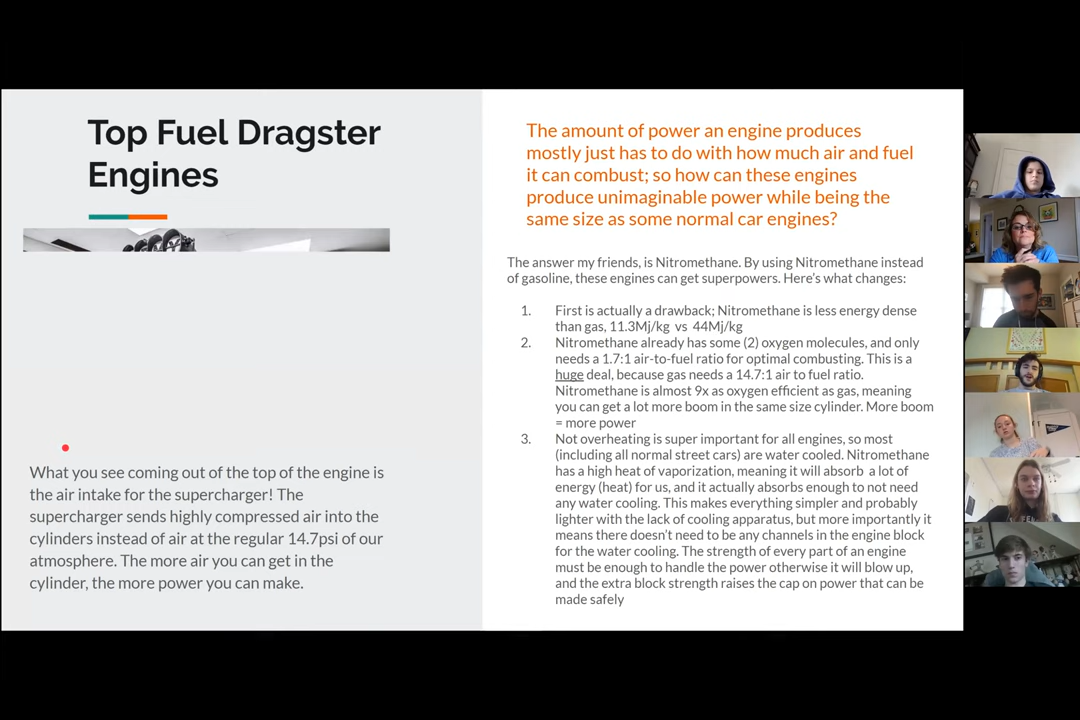 Top Fuel Dragster
Engines
What you see coming out of the top of the engine is
the air intake for the supercharger! The
supercharger sends highly compressed air into the
cylinders instead of air at the regular 14.7psi of our
atmosphere. The more air you can get in the
cylinder, the more power you can make.
The amount of power an engine produces
mostly just has to do with how much air and fuel
it can combust; so how can these engines
produce unimaginable power while being the
same size as some normal car engines?
The answer my friends, is Nitromethane. By using Nitromethane instead
of gasoline, these engines can get superpowers. Here's what changes:
1. First is actually a drawback; Nitromethane is less energy dense
than gas, 11.3Mj/kg vs 44Mj/kg
2. Nitromethane already has some (2) oxygen molecules, and only
needs a 1.7:1 air-to-fuel ratio for optimal combusting. This is a
huge deal, because gas needs a 14.7:1 air to fuel ratio.
Nitromethane is almost 9x as oxygen efficient as gas, meaning
you can get a lot more boom in the same size cylinder. More boom
= more power
3. Not overheating is super important for all engines, so most
(including all normal street cars) are water cooled. Nitromethane
has a high heat of vaporization, meaning it will absorb a lot of
energy (heat) for us, and it actually absorbs enough to not need
any water cooling. This makes everything simpler and probably
lighter with the lack of cooling apparatus, but more importantly it
means there doesn't need to be any channels in the engine block
for the water cooling. The strength of every part of an engine
must be enough to handle the power otherwise it will blow up,
and the extra block strength raises the cap on power that can be
made safely